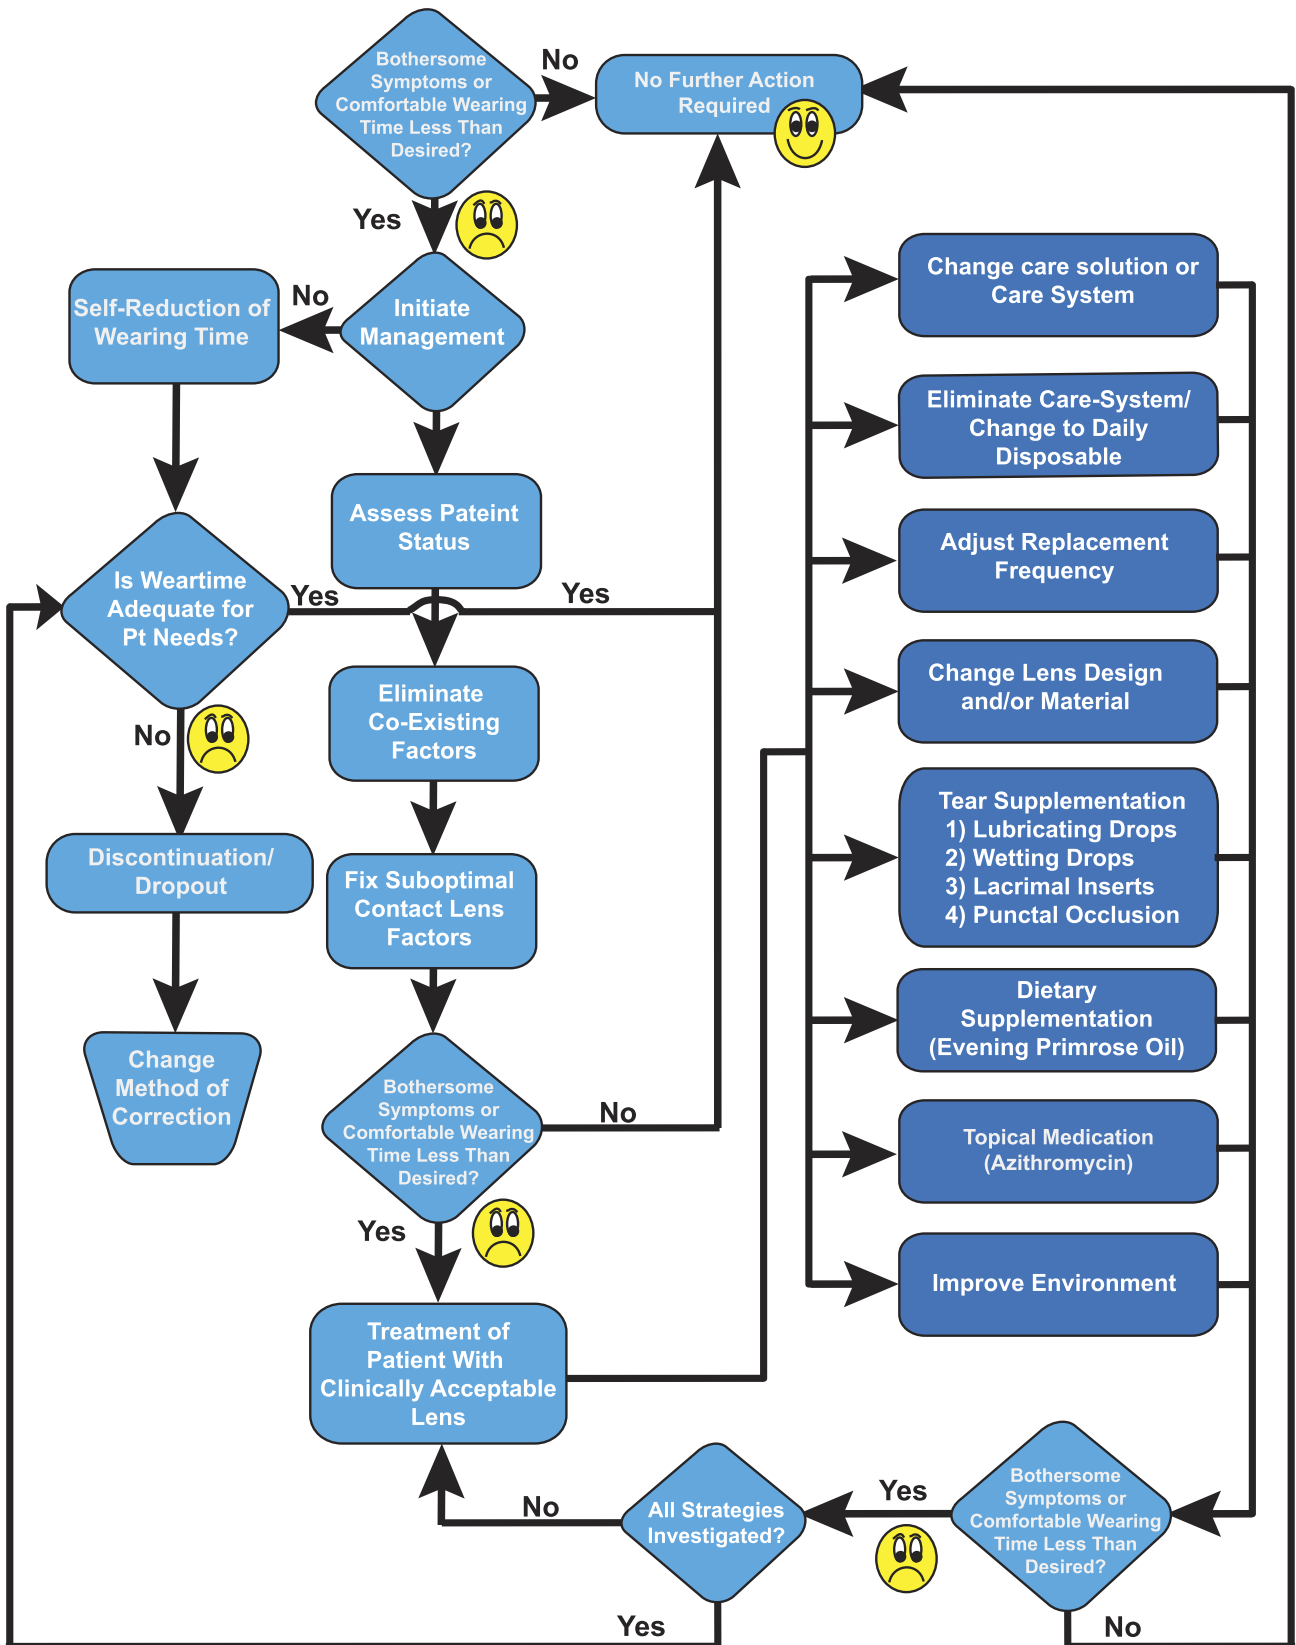 Bothersome
Symptoms or
Comfortable Wearing
Time Less Than
Desired?
No
No Further Action
Required
Yes
Initiate
Management
No
Self-Reduction of
Wearing Time
Assess Pateint
Status
Is Weartime
Adequate for
Pt Needs?
Yes
Yes
No
Eliminate
Co-Existing
Factors
Discontinuation/
Dropout
Fix Suboptimal
Contact Lens
Factors
Change
Method of
Correction
Bothersome
Symptoms or
Comfortable Wearing
Time Less Than
Desired?
No
Yes
Treatment of
Patient With
Clinically Acceptable
Lens
Change care solution or
Care System
Eliminate Care-System/
Change to Daily
Disposable
Adjust Replacement
Frequency
Change Lens Design
and/or Material
Tear Supplementation
1) Lubricating Drops
2) Wetting Drops
3) Lacrimal Inserts
4) Punctal Occlusion
Dietary
Supplementation
(Evening Primrose Oil)
Topical Medication
(Azithromycin)
Improve Environment
Bothersome
Symptoms or
Comfortable Wearing
Time Less Than
Desired?
Yes
All Strategies
Investigated?
No
Yes
No